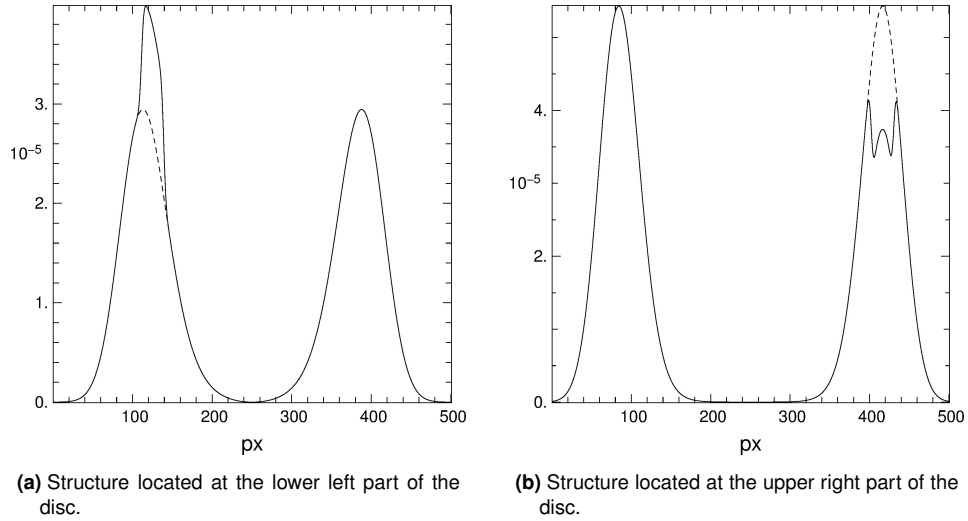 3.
10⁻⁵
2.
1.
0.
100 200 300 400 500
px
(a) Structure located at the lower left part of the
disc.
4.
10⁻⁵
2.
0.
100 200 300 400 500
px
(b) Structure located at the upper right part of the
disc.